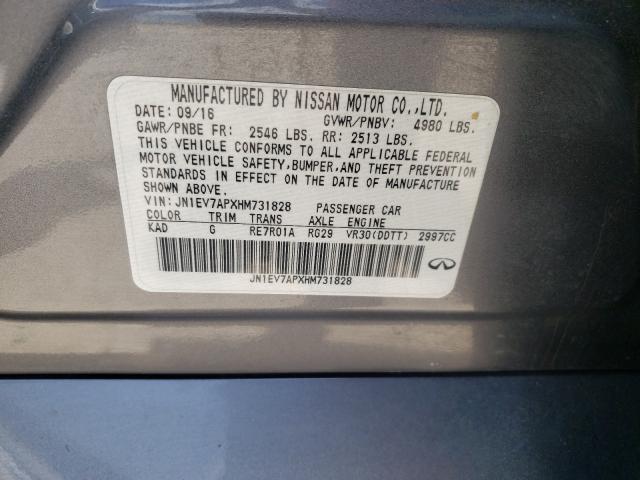 MANUFACTURED BY NISSAN MOTOR CO.,LTD.
DATE: 09/16 GVWR/PNBV: 4980 LBS.
GAWR/PNBE FR: 2546 LBS. RR: 2513 LBS.
THIS VEHICLE CONFORMS TO ALL APPLICABLE FEDERAL
MOTOR VEHICLE SAFETY,BUMPER,AND THEFT PREVENTION
STANDARDS IN EFFECT ON THE DATE OF MANUFACTURE
SHOWN ABOVE.
VIN: JN1EV7APXHM731828 PASSENGER CAR
COLOR TRIM TRANS AXLE ENGINE
KAD G RE7R01A RG29 VR30(DDTT) 2997CC
JN1EV7APXHM731828